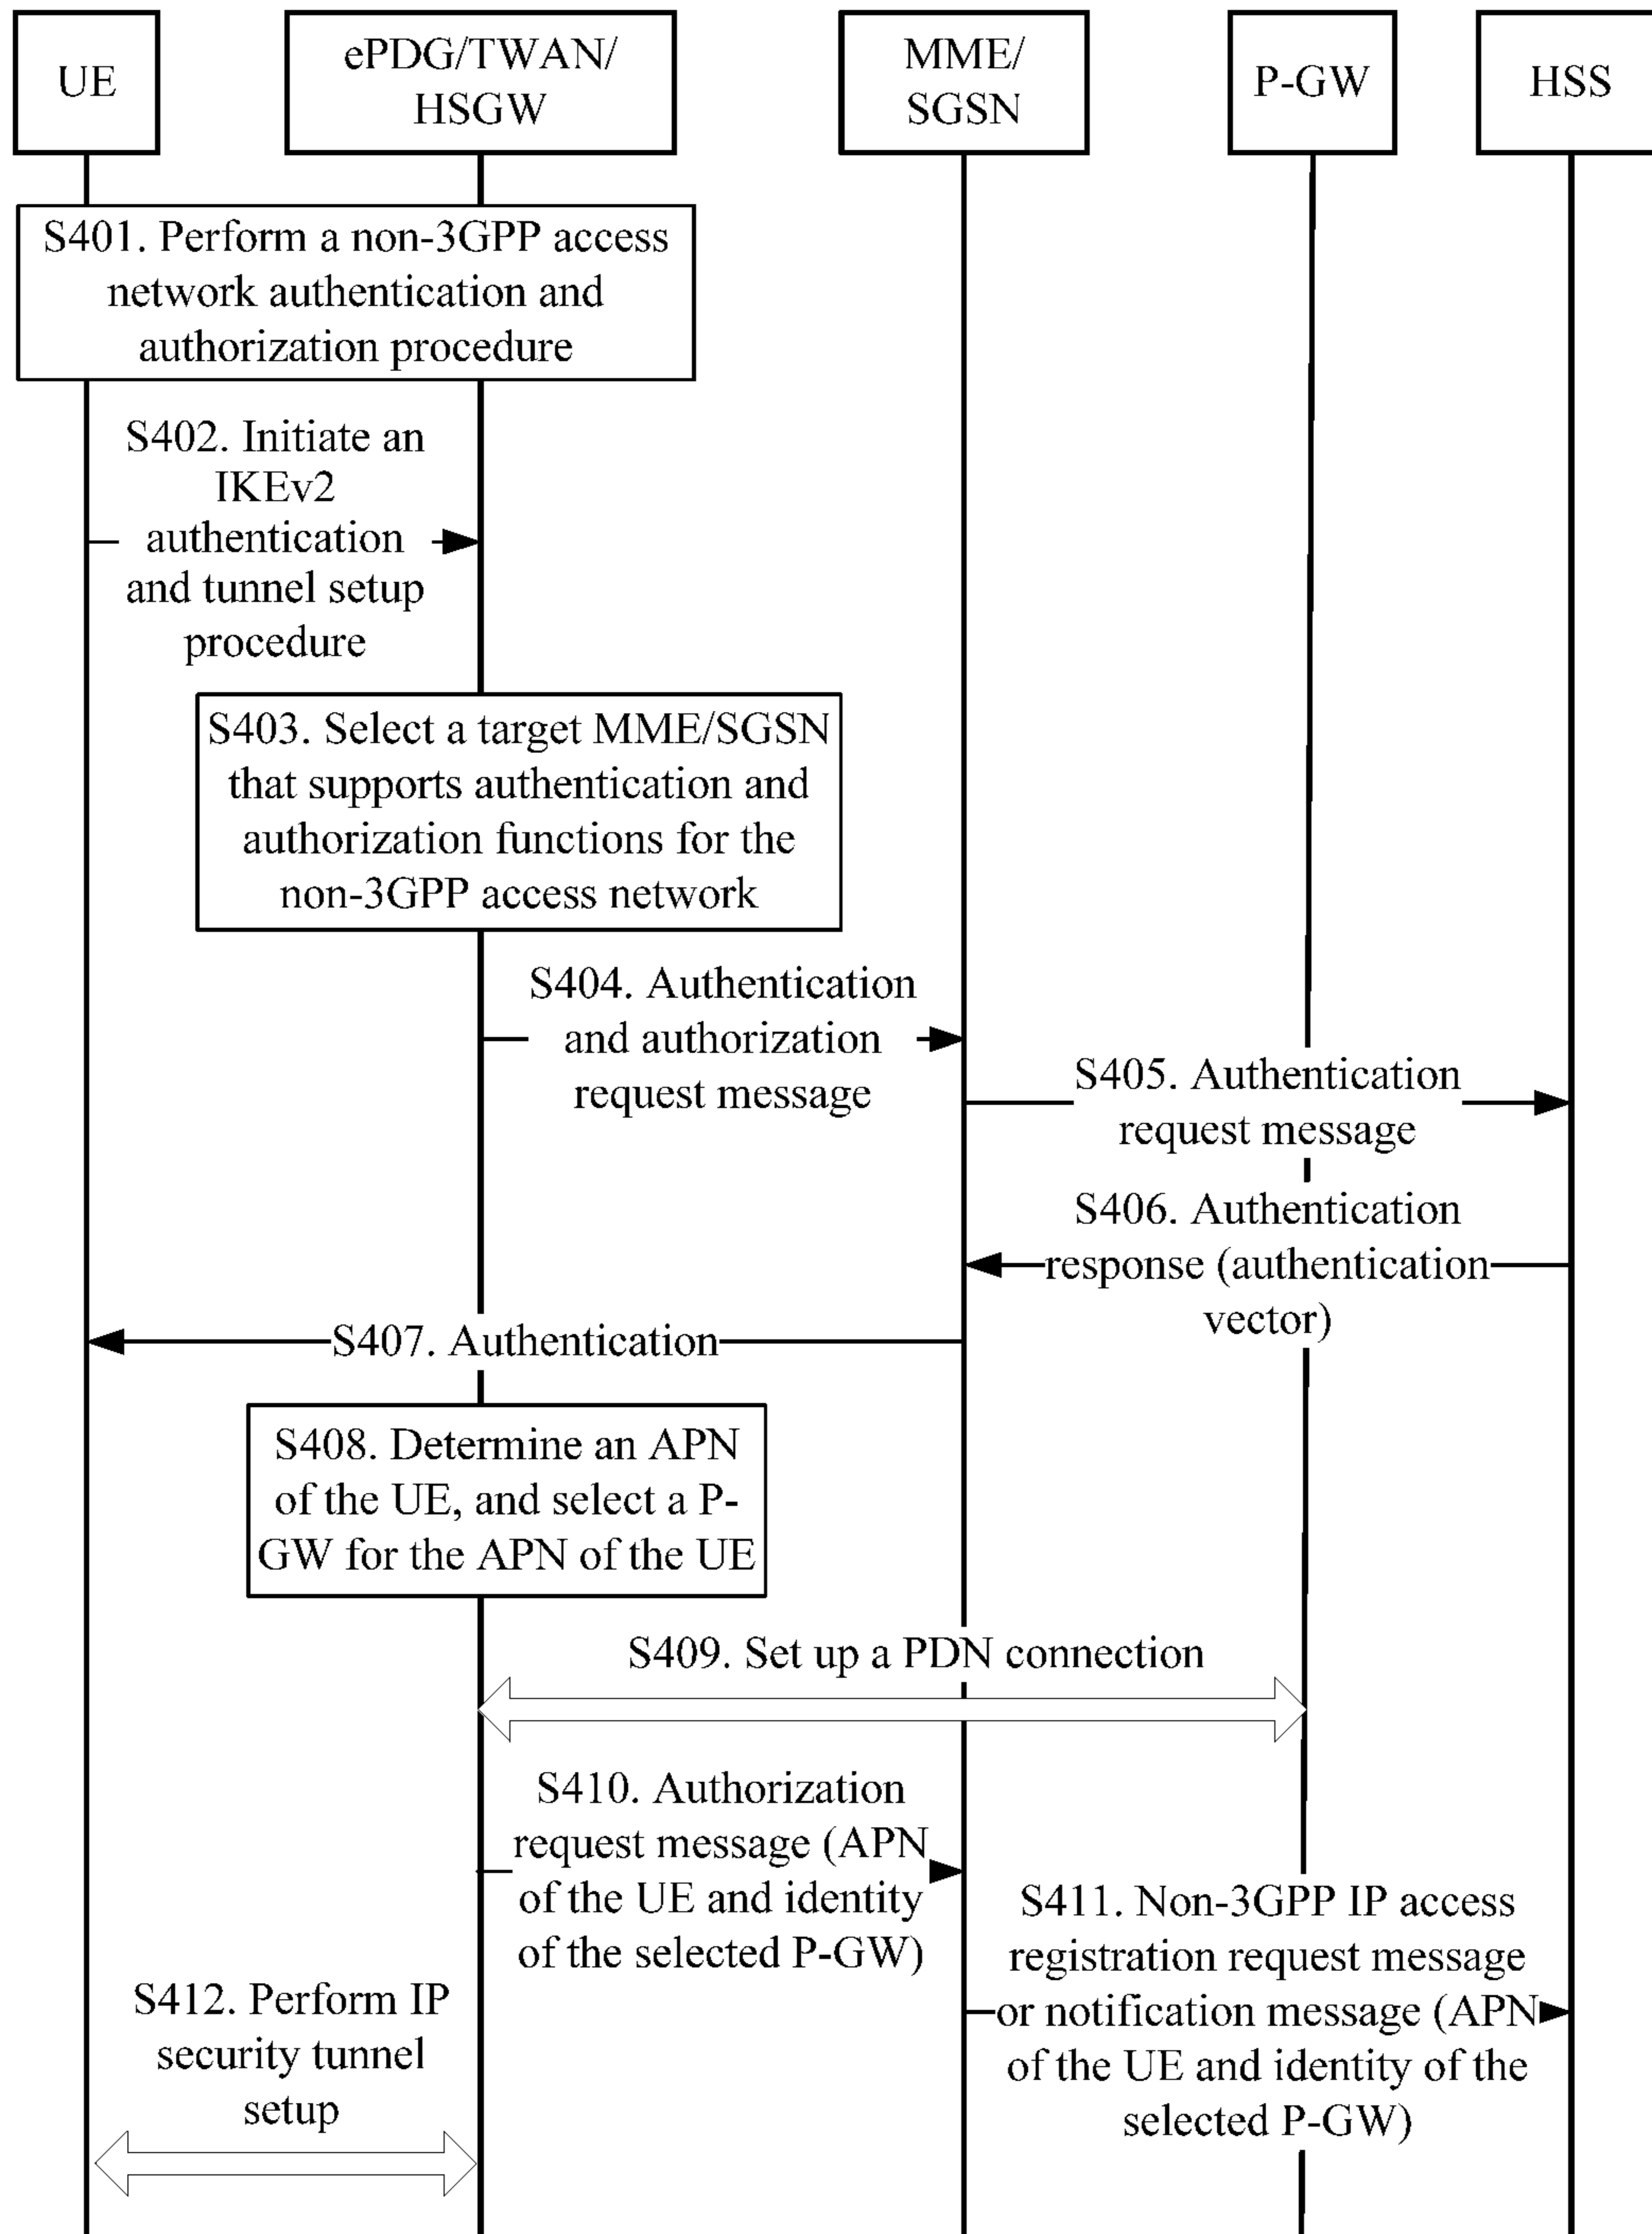 UE
ePDG/TWAN/
HSGW
MME/
SGSN
P-GW
HSS
S401. Perform a non-3GPP access
network authentication and
authorization procedure
S402. Initiate an
IKEv2
authentication
and tunnel setup
procedure
S403. Select a target MME/SGSN
that supports authentication and
authorization functions for the
non-3GPP access network
S404. Authentication
and authorization
request message
S405. Authentication
request message
S406. Authentication
response (authentication
vector)
S407. Authentication
S408. Determine an APN
of the UE, and select a P-
GW for the APN of the UE
S409. Set up a PDN connection
S410. Authorization
request message (APN
of the UE and identity
of the selected P-GW)
S411. Non-3GPP IP access
registration request message
or notification message (APN
of the UE and identity of the
selected P-GW)
S412. Perform IP
security tunnel
setup